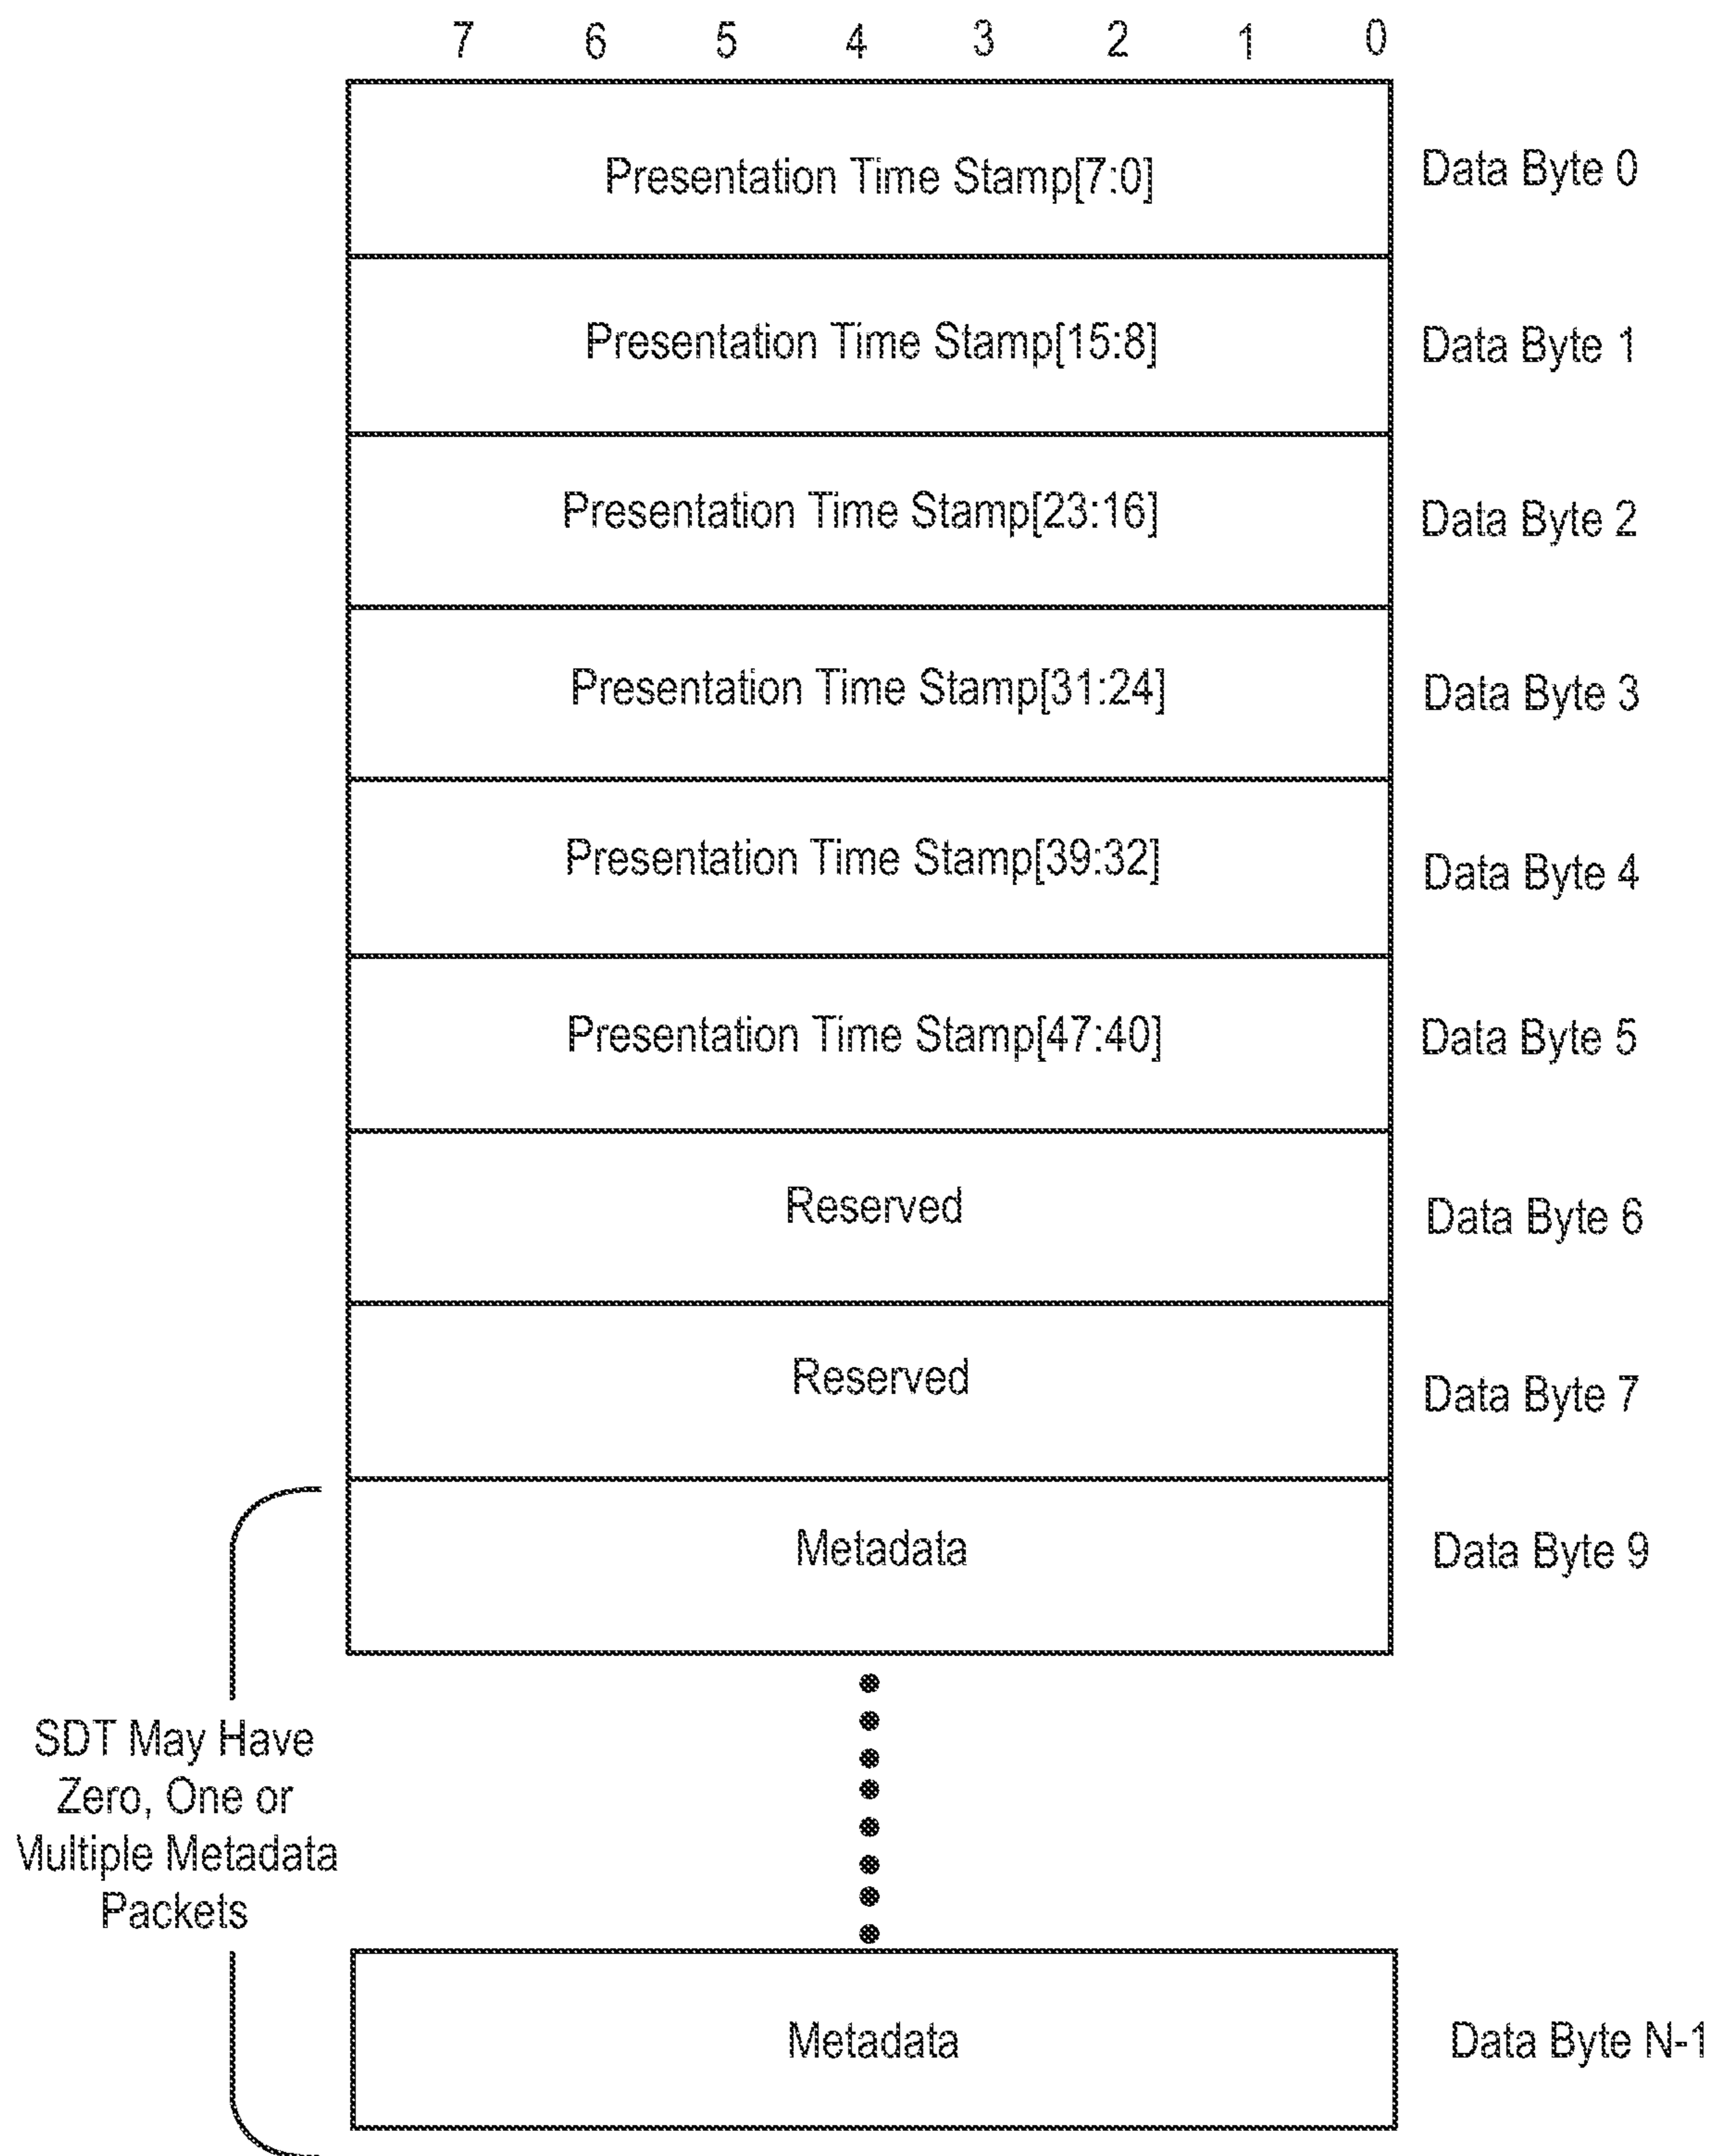 7 6 5 4 3 2 1 0
Presentation Time Stamp[7:0] Data Byte 0
Presentation Time Stamp[15:8] Data Byte 1
Presentation Time Stamp[23:16] Data Byte 2
Presentation Time Stamp[31:24] Data Byte 3
Presentation Time Stamp[39:32] Data Byte 4
Presentation Time Stamp[47:40] Data Byte 5
Reserved Data Byte 6
Reserved Data Byte 7
Metadata Data Byte 9
SDT May Have
Zero, One or
Multiple Metadata
Packets
Metadata Data Byte N-1